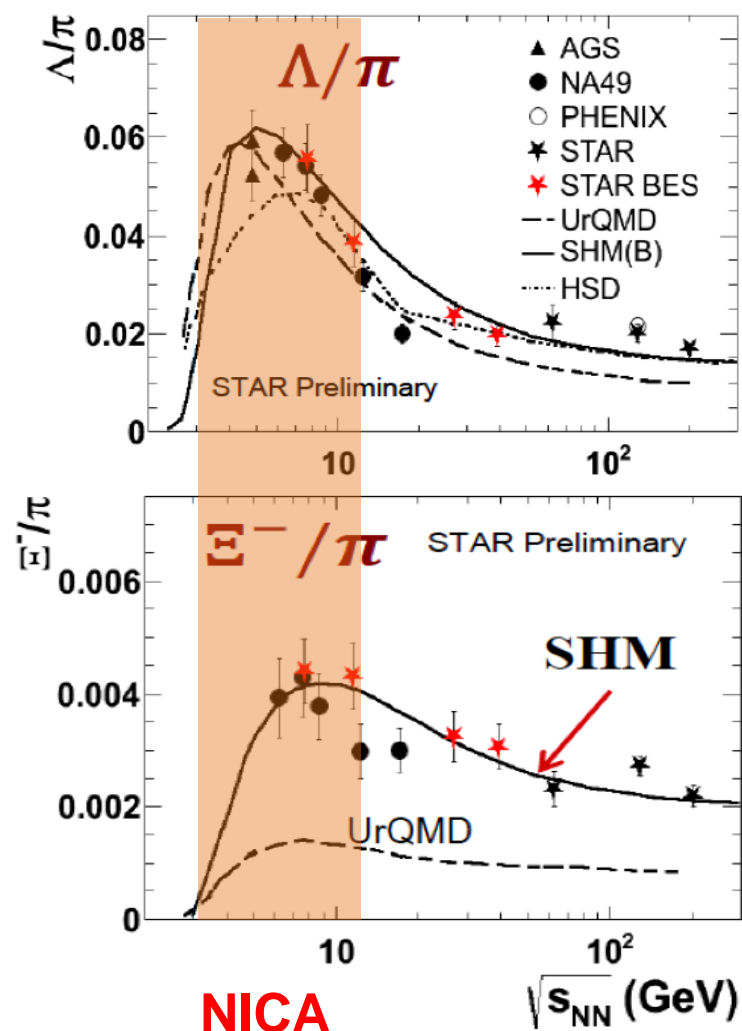 Λ/π
0.08
0.06
0.04
0.02
0
Λ/π
AGS
NA49
PHENIX
STAR
STAR BES
UrQMD
SHM(B)
HSD
STAR Preliminary
10
10²
Ξ⁻/π
0.006
0.004
0.002
0
Ξ⁻/π
STAR Preliminary
SHM
UrQMD
10
10²
NICA
√s_NN (GeV)